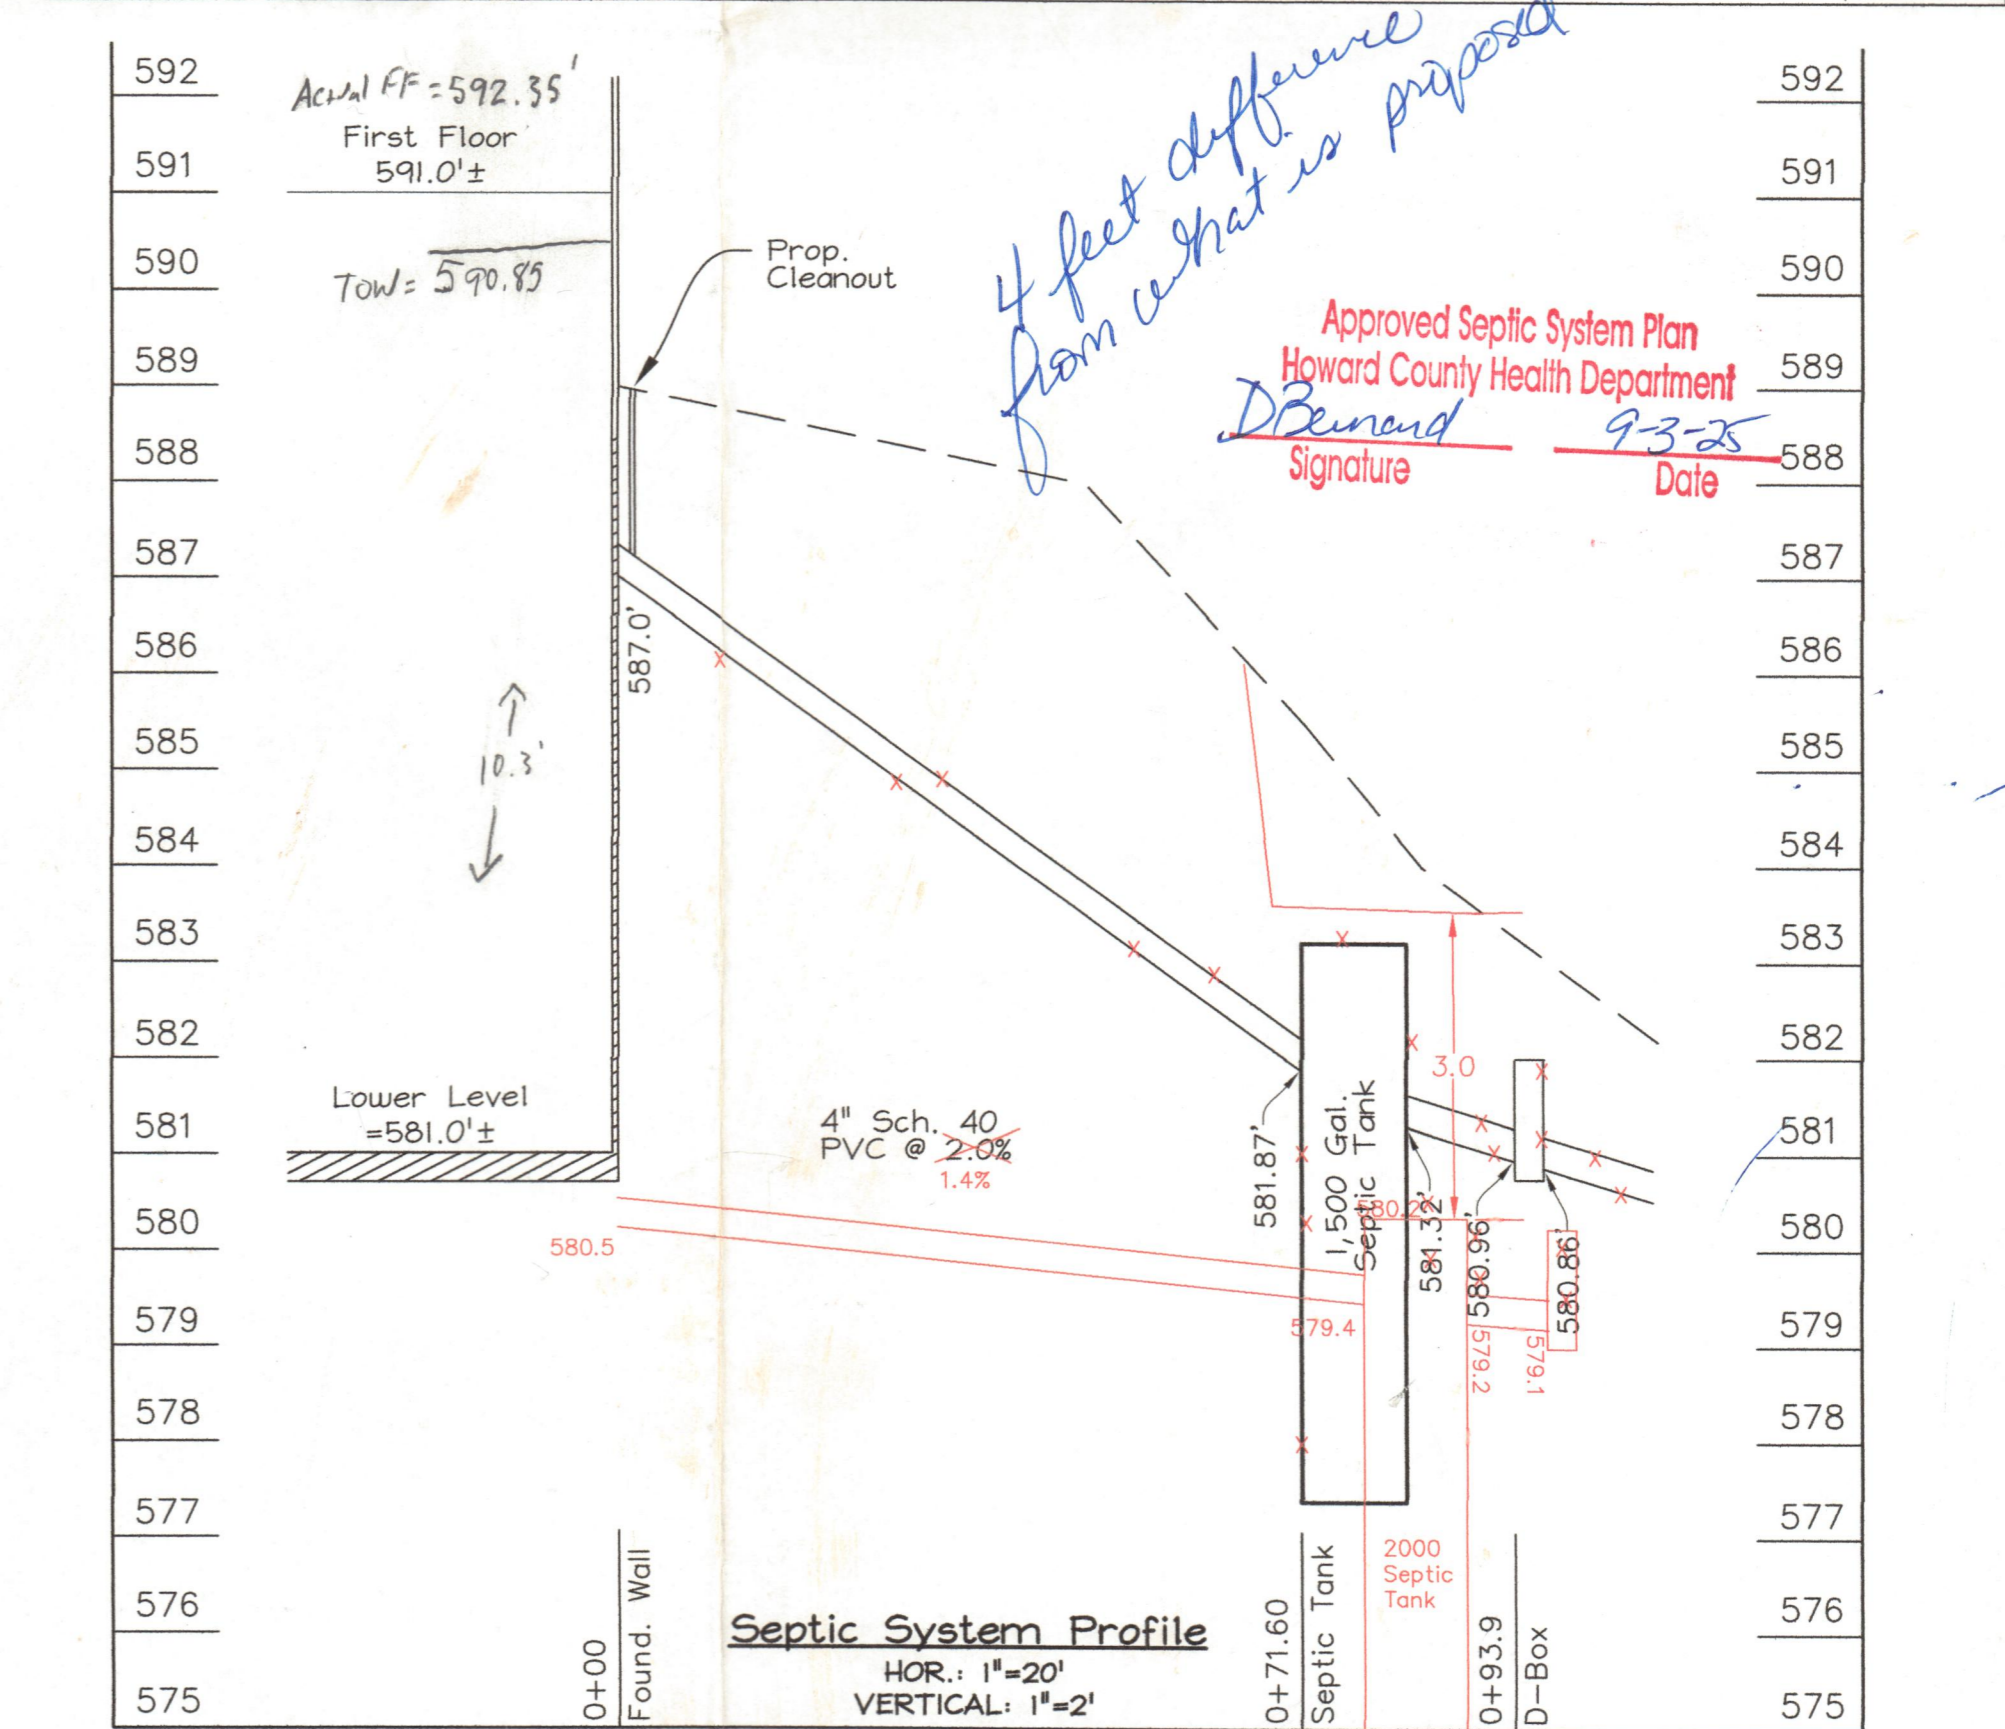 592
591
590
589
588
587
586
585
584
583
582
581
580
579
578
577
576
575
Actual FF = 592.35'
First Floor
591.0'±
TOW = 590.85
10.3'
Lower Level
=581.0'±
580.5
Prop.
Cleanout
587.0'
4 feet difference
from what is proposed
Approved Septic System Plan
Howard County Health Department
DBernard 9-3-25
Signature Date
4" Sch. 40
PVC @ 2.0%
1.4%
581.87'
1,500 Gal.
Septic Tank
3.0
580.2
579.4
581.32'
580.96'
580.86'
579.2
579.1
2000
Septic
Tank
0+00
Found. Wall
Septic System Profile
HOR.: 1"=20'
VERTICAL: 1"=2'
0+71.60
Septic Tank
0+93.9
D-Box
592
591
590
589
588
587
586
585
584
583
582
581
580
579
578
577
576
575